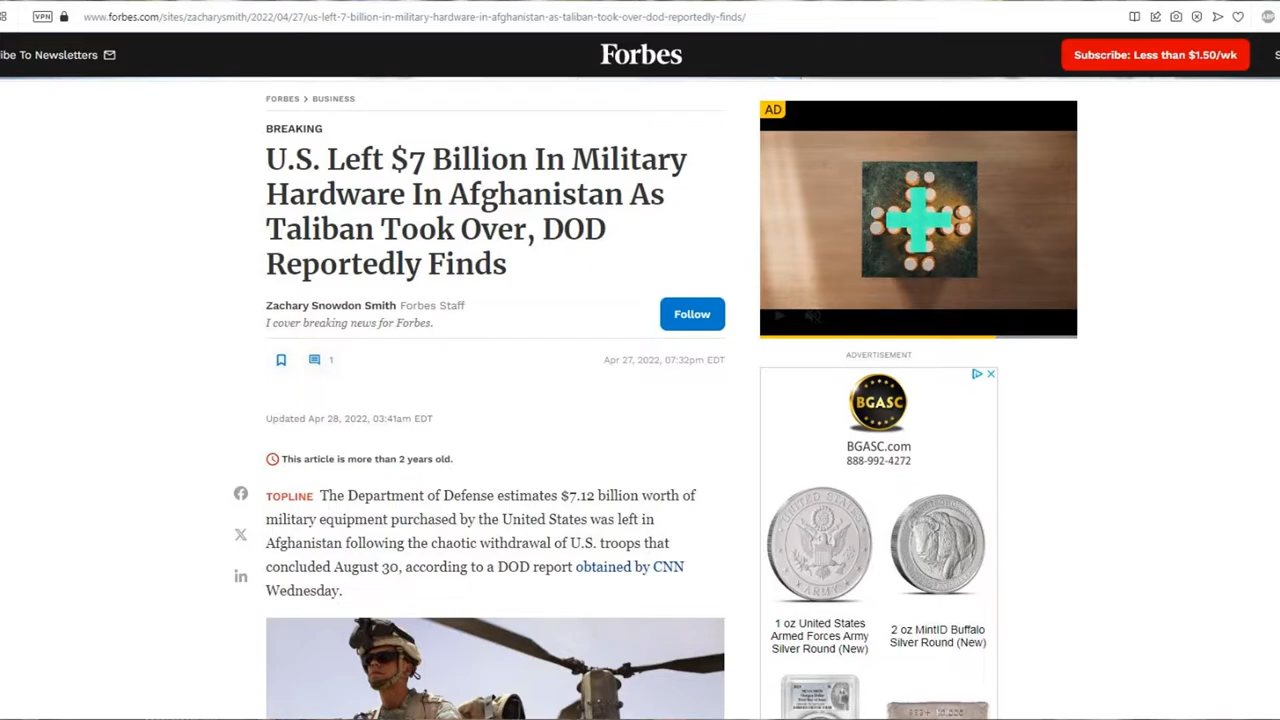 VPN
www.forbes.com/sites/zacharysmith/2022/04/27/us-left-7-billion-in-military-hardware-in-afghanistan-as-taliban-took-over-dod-reportedly-finds/
ibe To Newsletters
Forbes
Subscribe: Less than $1.50/wk
S
FORBES > BUSINESS
BREAKING
U.S. Left $7 Billion In Military
Hardware In Afghanistan As
Taliban Took Over, DOD
Reportedly Finds
Zachary Snowdon Smith Forbes Staff
I cover breaking news for Forbes.
Follow
1
Apr 27, 2022, 07:32pm EDT
Updated Apr 28, 2022, 03:41am EDT
This article is more than 2 years old.
TOPLINE The Department of Defense estimates $7.12 billion worth of
military equipment purchased by the United States was left in
Afghanistan following the chaotic withdrawal of U.S. troops that
concluded August 30, according to a DOD report obtained by CNN
Wednesday.
AD
ADVERTISEMENT
BGASC
BGASC.com
888-992-4272
UNITED STATES
ARMY
1 oz United States
Armed Forces Army
Silver Round (New)
2 oz MintID Buffalo
Silver Round (New)